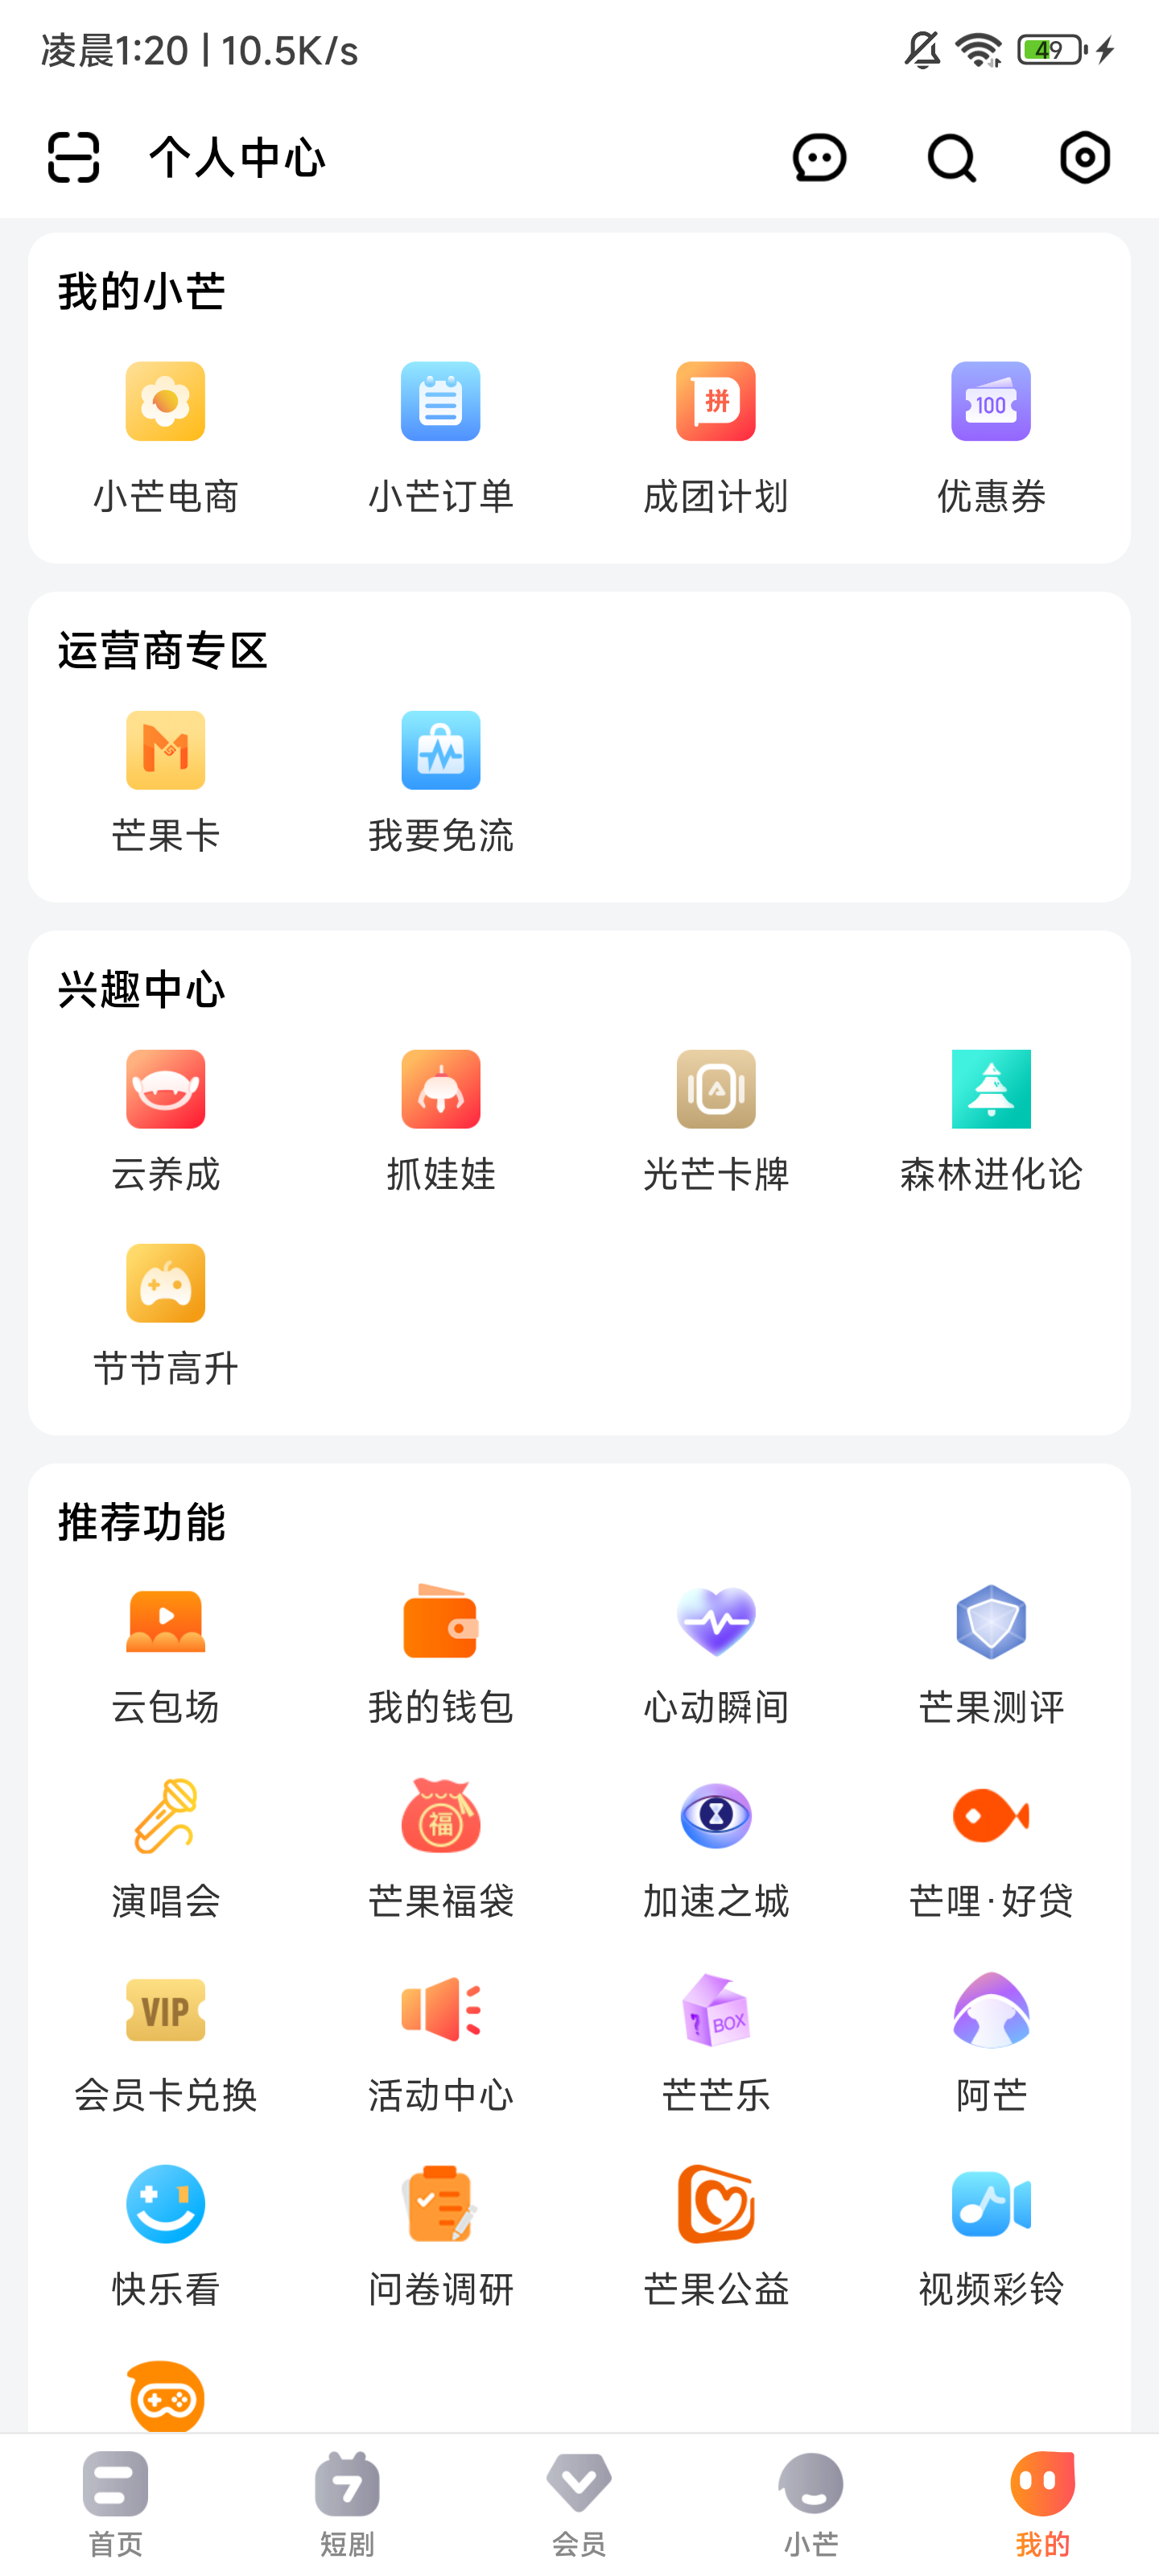 凌晨1:20 | 10.5K/s
49
个人中心
我的小芒
拼
100
小芒电商 小芒订单 成团计划 优惠券
运营商专区
芒果卡 我要免流
兴趣中心
云养成 抓娃娃 光芒卡牌 森林进化论
节节高升
推荐功能
云包场 我的钱包 心动瞬间 芒果测评
福
演唱会 芒果福袋 加速之城 芒哩·好贷
VIP
? BOX
会员卡兑换 活动中心 芒芒乐 阿芒
快乐看 问卷调研 芒果公益 视频彩铃
7
首页 短剧 会员 小芒 我的